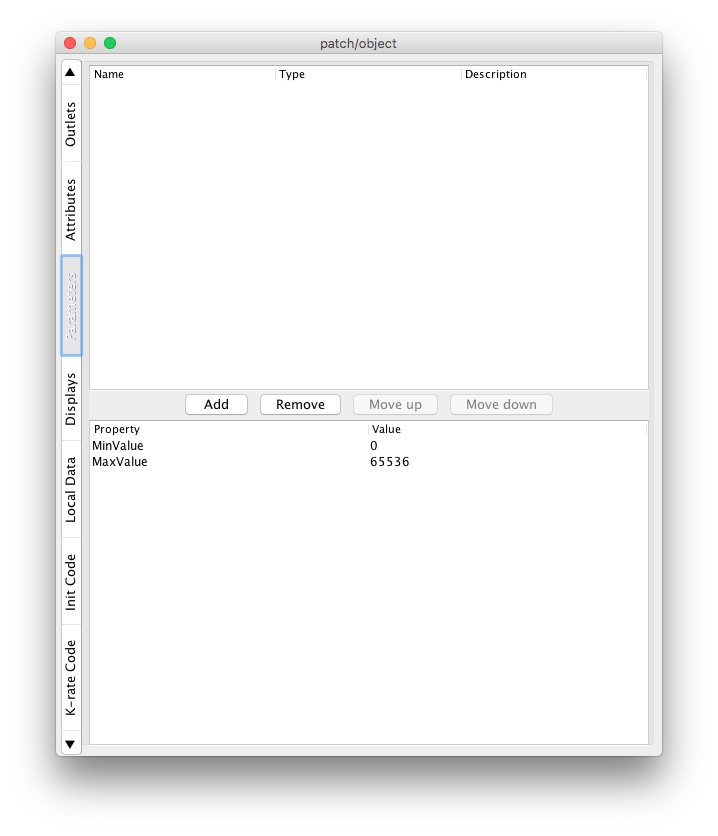 patch/object
Outlets
Attributes
Parameters
Displays
Local Data
Init Code
K-rate Code
Name Type Description
Add Remove Move up Move down
Property Value
MinValue 0
MaxValue 65536